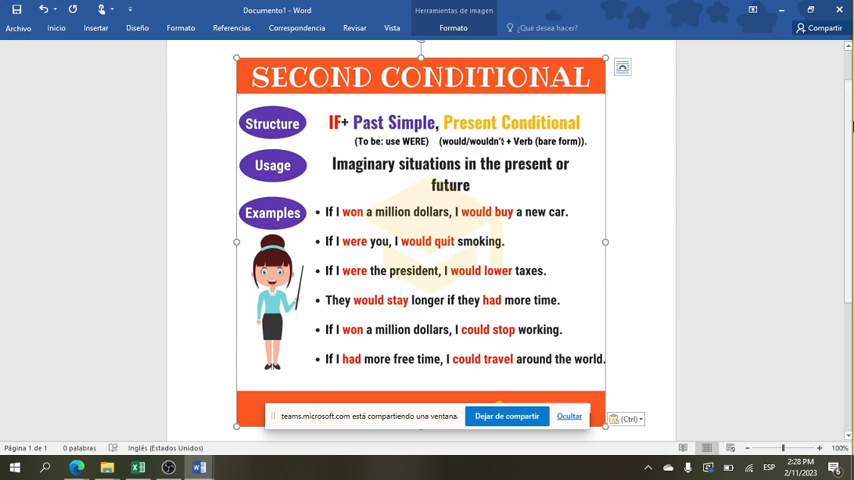 Documento1 - Word
Herramientas de imagen
Archivo Inicio Insertar Diseño Formato Referencias Correspondencia Revisar Vista Formato ¿Qué desea hacer? Compartir
SECOND CONDITIONAL
Structure
IF+ Past Simple, Present Conditional
(To be: use WERE) (would/wouldn't + Verb (bare form)).
Usage
Imaginary situations in the present or
future
Examples
• If I won a million dollars, I would buy a new car.
• If I were you, I would quit smoking.
• If I were the president, I would lower taxes.
• They would stay longer if they had more time.
• If I won a million dollars, I could stop working.
• If I had more free time, I could travel around the world.
teams.microsoft.com está compartiendo una ventana. Dejar de compartir Ocultar
(Ctrl)
Página 1 de 1 0 palabras Inglés (Estados Unidos) 100%
ESP
2:28 PM
2/11/2023